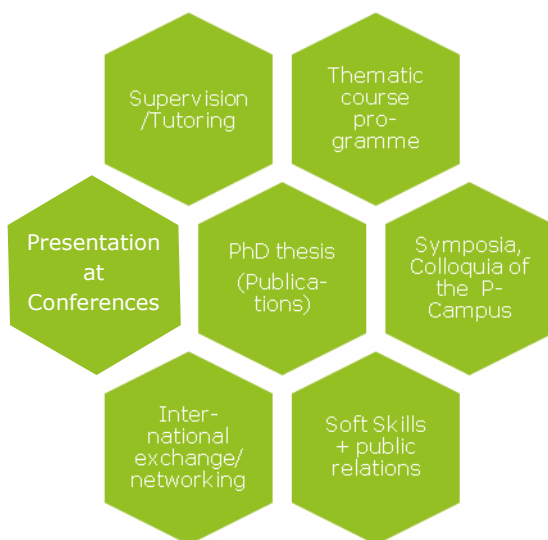 Supervision
/Tutoring
Thematic
course
pro-
gramme
Presentation
at
Conferences
PhD thesis
(Publica-
tions)
Symposia,
Colloquia of
the P-
Campus
Inter-
national
exchange/
networking
Soft Skills
+ public
relations